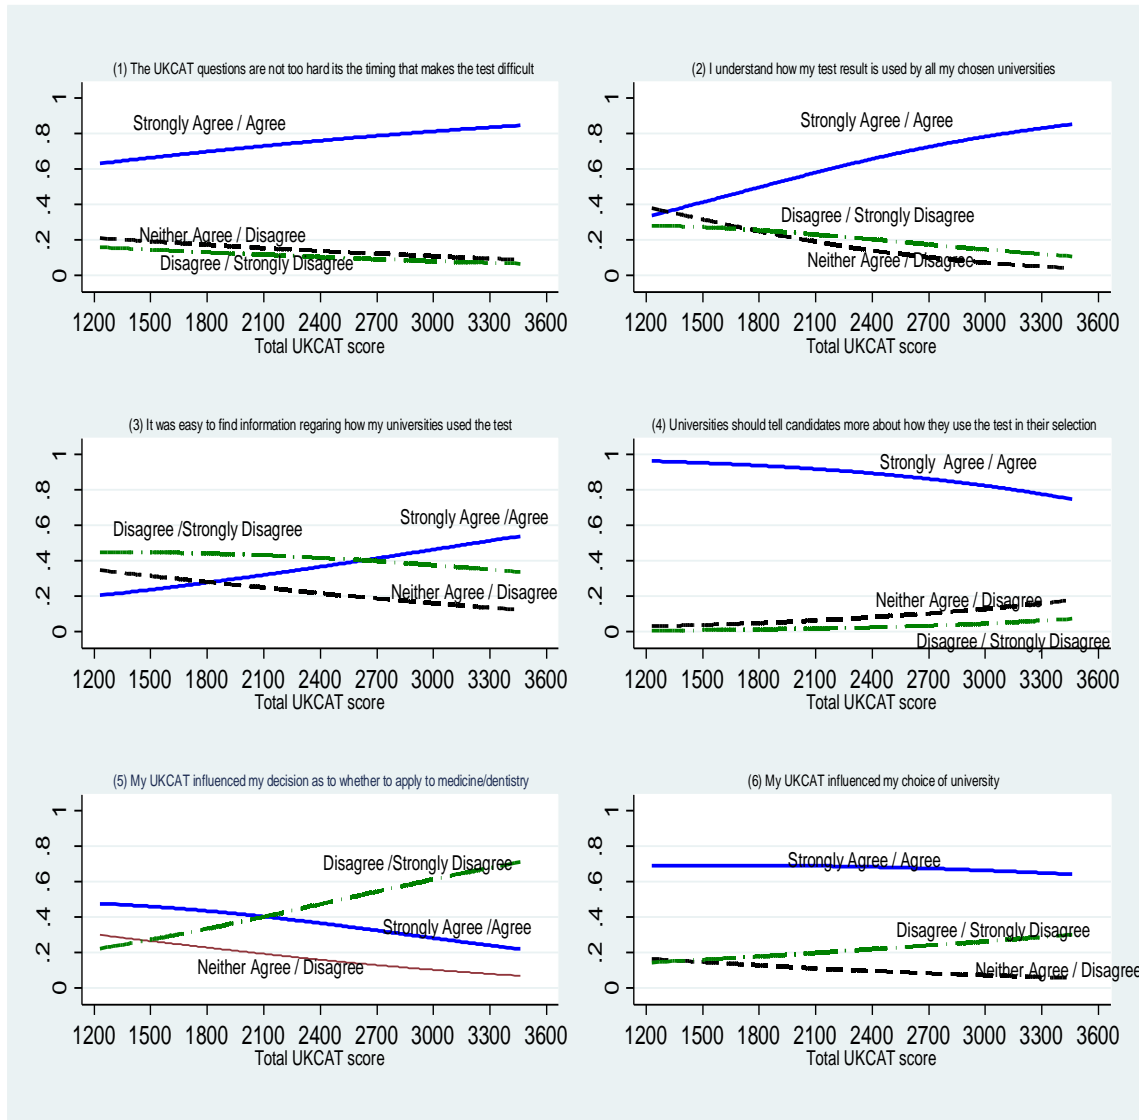 (1) The UKCAT questions are not too hard its the timing that makes the test difficult
1
.8
.6
.4
.2
0
Strongly Agree / Agree
Neither Agree / Disagree
Disagree / Strongly Disagree
1200 1500 1800 2100 2400 2700 3000 3300 3600
Total UKCAT score
(2) I understand how my test result is used by all my chosen universities
1
.8
.6
.4
.2
0
Strongly Agree / Agree
Disagree / Strongly Disagree
Neither Agree / Disagree
1200 1500 1800 2100 2400 2700 3000 3300 3600
Total UKCAT score
(3) It was easy to find information regaring how my universities used the test
1
.8
.6
.4
.2
0
Strongly Agree /Agree
Disagree /Strongly Disagree
Neither Agree / Disagree
1200 1500 1800 2100 2400 2700 3000 3300 3600
Total UKCAT score
(4) Universities should tell candidates more about how they use the test in their selection
1
.8
.6
.4
.2
0
Strongly Agree / Agree
Neither Agree / Disagree
Disagree / Strongly Disagree
1200 1500 1800 2100 2400 2700 3000 3300 3600
Total UKCAT score
(5) My UKCAT influenced my decision as to whether to apply to medicine/dentistry
1
.8
.6
.4
.2
0
Disagree /Strongly Disagree
Strongly Agree /Agree
Neither Agree / Disagree
1200 1500 1800 2100 2400 2700 3000 3300 3600
Total UKCAT score
(6) My UKCAT influenced my choice of university
1
.8
.6
.4
.2
0
Strongly Agree / Agree
Disagree / Strongly Disagree
Neither Agree / Disagree
1200 1500 1800 2100 2400 2700 3000 3300 3600
Total UKCAT score